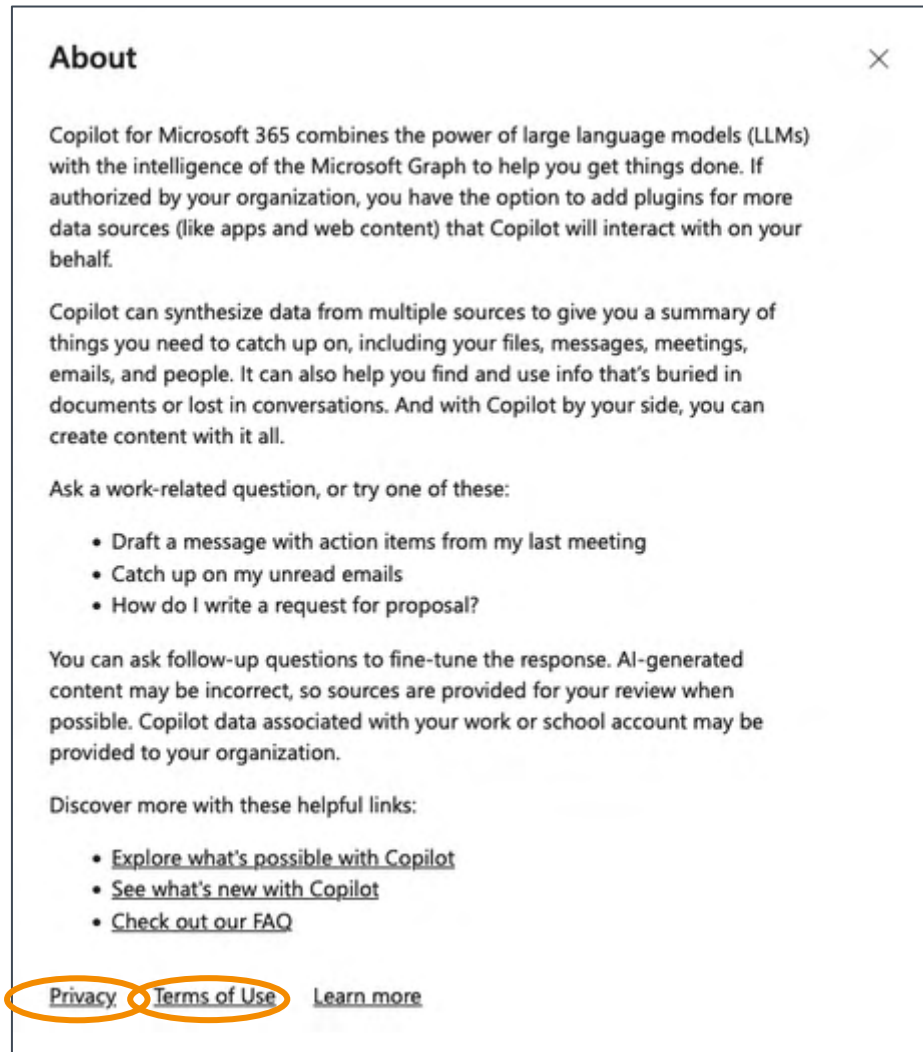 About
Copilot for Microsoft 365 combines the power of large language models (LLMs)
with the intelligence of the Microsoft Graph to help you get things done. If
authorized by your organization, you have the option to add plugins for more
data sources (like apps and web content) that Copilot will interact with on your
behalf.
Copilot can synthesize data from multiple sources to give you a summary of
things you need to catch up on, including your files, messages, meetings,
emails, and people. It can also help you find and use info that's buried in
documents or lost in conversations. And with Copilot by your side, you can
create content with it all.
Ask a work-related question, or try one of these:
• Draft a message with action items from my last meeting
• Catch up on my unread emails
• How do I write a request for proposal?
You can ask follow-up questions to fine-tune the response. AI-generated
content may be incorrect, so sources are provided for your review when
possible. Copilot data associated with your work or school account may be
provided to your organization.
Discover more with these helpful links:
• Explore what's possible with Copilot
• See what's new with Copilot
• Check out our FAQ
Privacy Terms of Use Learn more